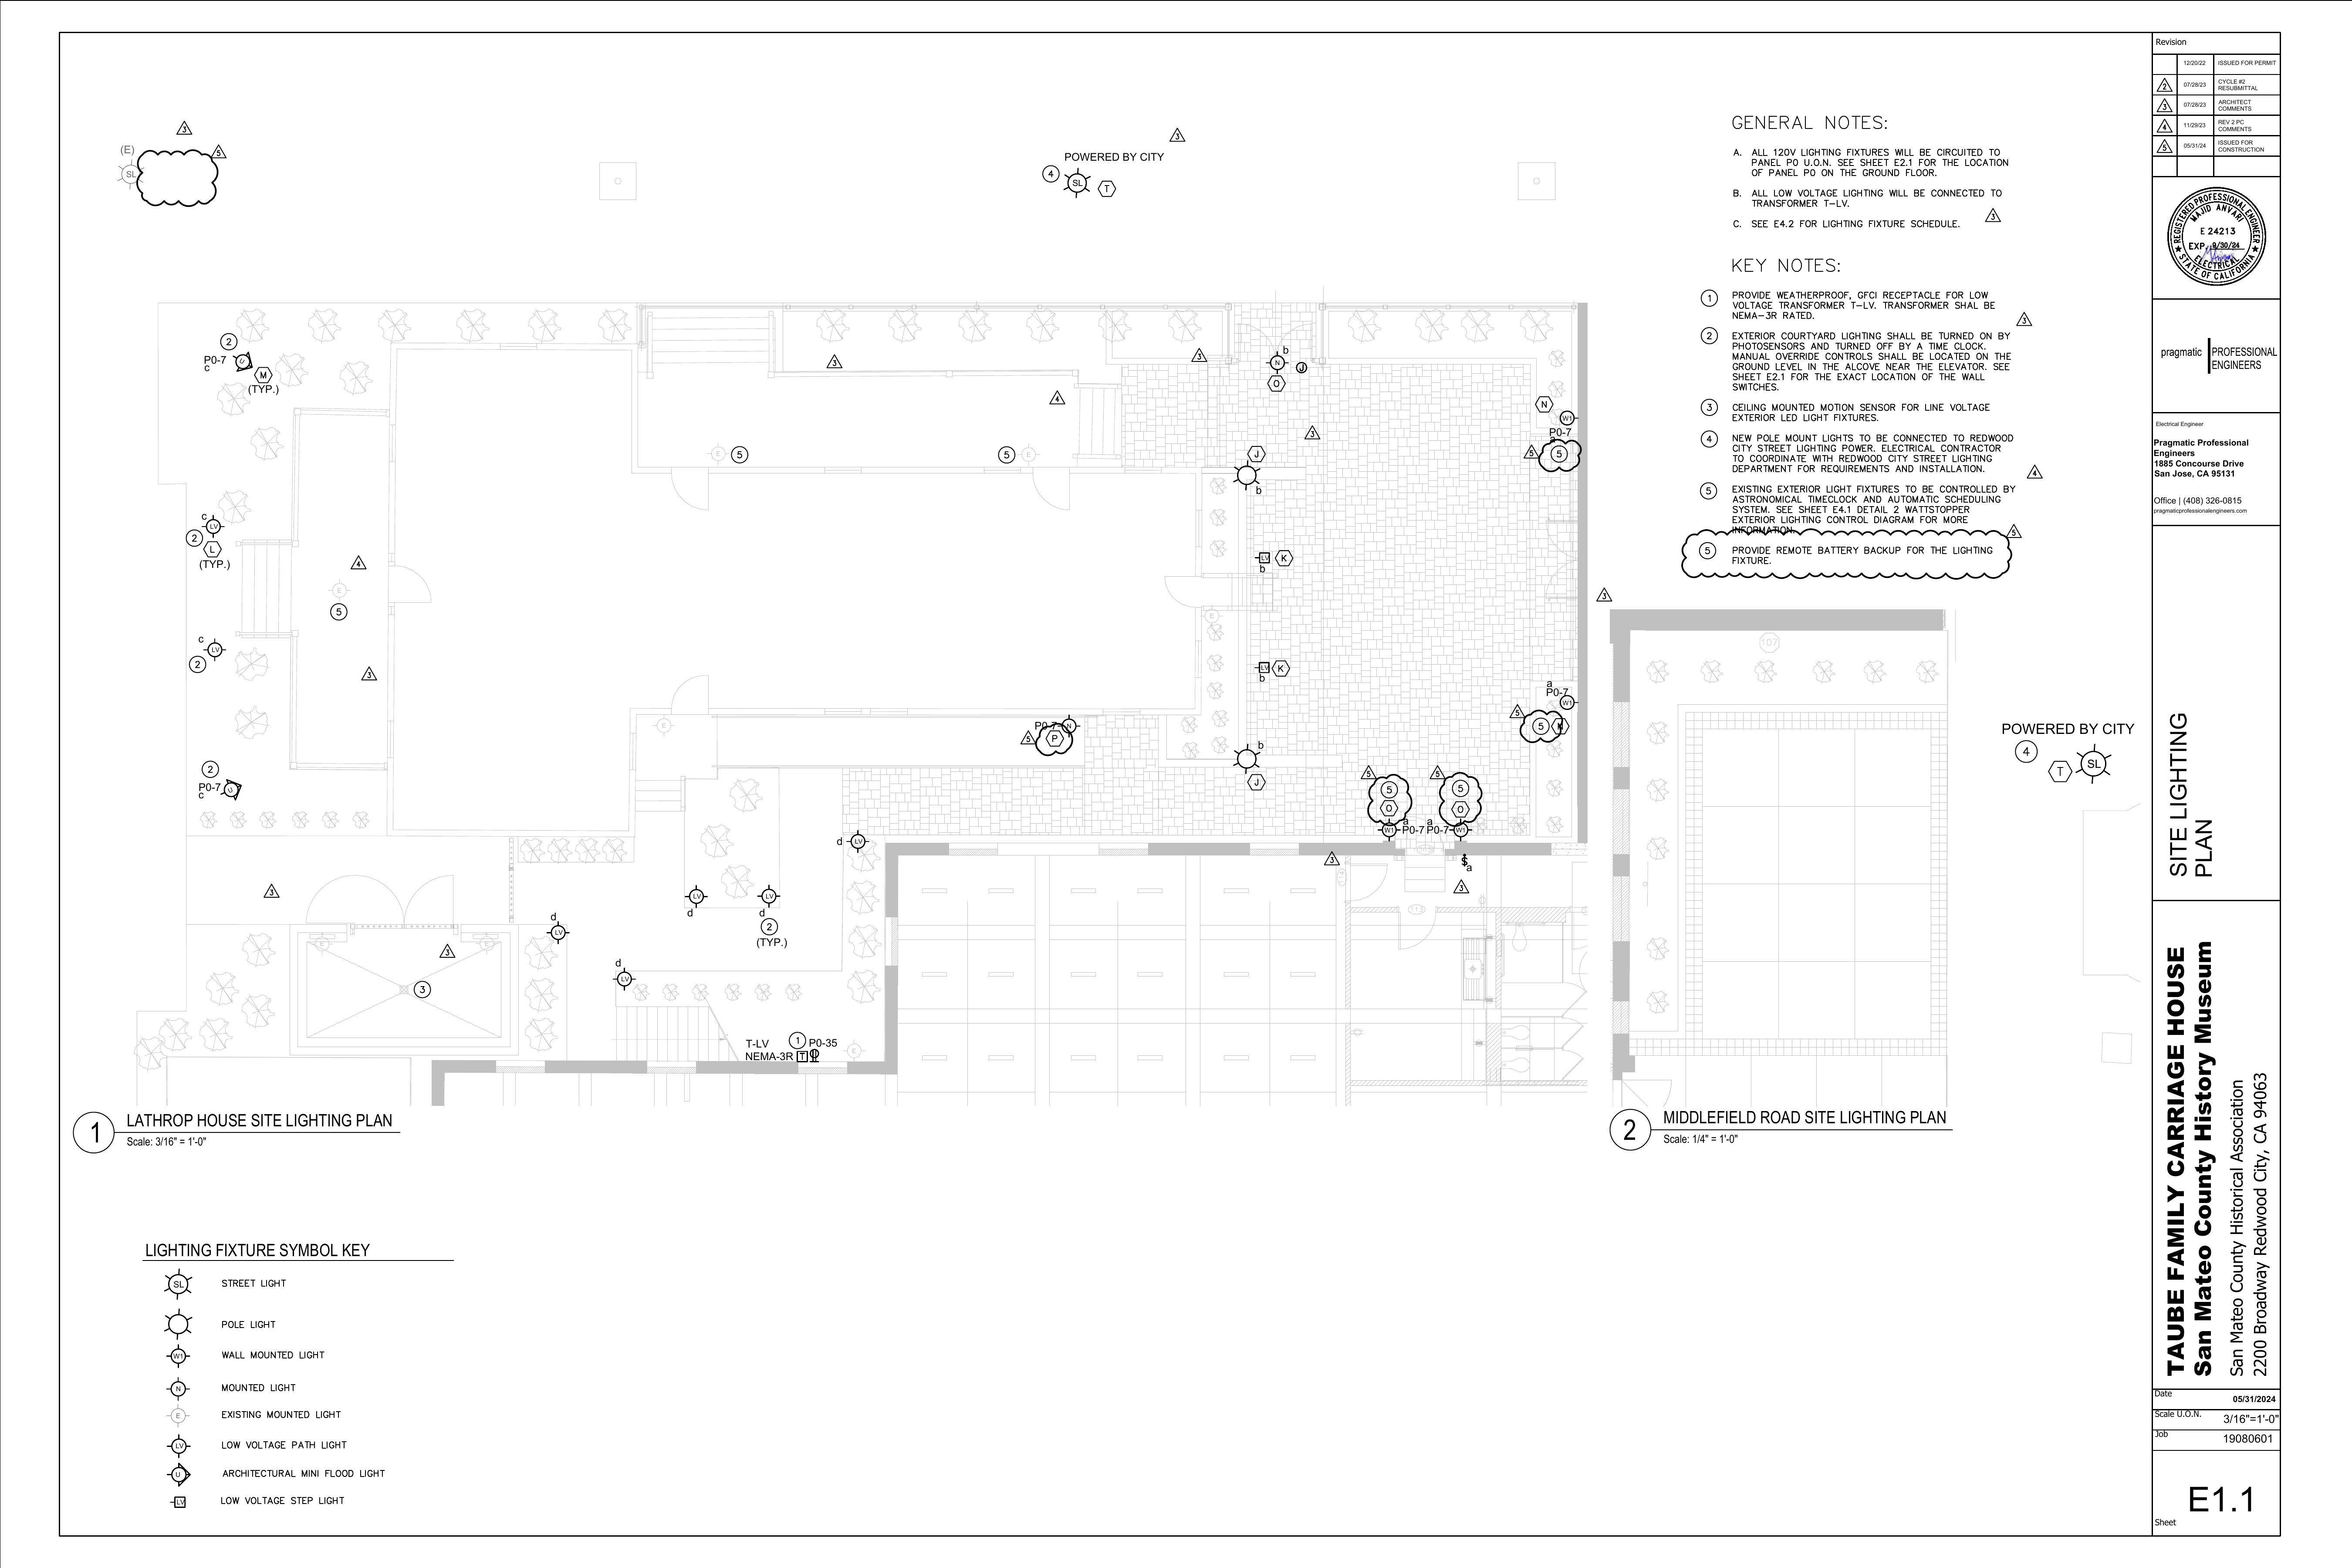 3
(E)
SL
5
3
POWERED BY CITY
4
SL
T
GENERAL NOTES:
A. ALL 120V LIGHTING FIXTURES WILL BE CIRCUITED TO
PANEL P0 U.O.N. SEE SHEET E2.1 FOR THE LOCATION
OF PANEL P0 ON THE GROUND FLOOR.
B. ALL LOW VOLTAGE LIGHTING WILL BE CONNECTED TO
TRANSFORMER T-LV.
C. SEE E4.2 FOR LIGHTING FIXTURE SCHEDULE.
3
KEY NOTES:
1 PROVIDE WEATHERPROOF, GFCI RECEPTACLE FOR LOW
VOLTAGE TRANSFORMER T-LV. TRANSFORMER SHAL BE
NEMA-3R RATED.
3
2 EXTERIOR COURTYARD LIGHTING SHALL BE TURNED ON BY
PHOTOSENSORS AND TURNED OFF BY A TIME CLOCK.
MANUAL OVERRIDE CONTROLS SHALL BE LOCATED ON THE
GROUND LEVEL IN THE ALCOVE NEAR THE ELEVATOR. SEE
SHEET E2.1 FOR THE EXACT LOCATION OF THE WALL
SWITCHES.
3 CEILING MOUNTED MOTION SENSOR FOR LINE VOLTAGE
EXTERIOR LED LIGHT FIXTURES.
4 NEW POLE MOUNT LIGHTS TO BE CONNECTED TO REDWOOD
CITY STREET LIGHTING POWER. ELECTRICAL CONTRACTOR
TO COORDINATE WITH REDWOOD CITY STREET LIGHTING
DEPARTMENT FOR REQUIREMENTS AND INSTALLATION.
4
5 EXISTING EXTERIOR LIGHT FIXTURES TO BE CONTROLLED BY
ASTRONOMICAL TIMECLOCK AND AUTOMATIC SCHEDULING
SYSTEM. SEE SHEET E4.1 DETAIL 2 WATTSTOPPER
EXTERIOR LIGHTING CONTROL DIAGRAM FOR MORE
INFORMATION.
5
5 PROVIDE REMOTE BATTERY BACKUP FOR THE LIGHTING
FIXTURE.
2
P0-7
c
U
M
(TYP.)
3
3
b
N
J
O
4
N
W1
P0-7
a
5
5
3
E
5
5
E
J
b
c
LV
2
L
(TYP.)
4
E
5
LV
K
b
E
3
c
LV
2
3
LV
K
b
a
P0-7
W1
5
5
N
E
P0-7
N
5
P
b
J
2
P0-7
c
U
5
5
O
5
5
O
a
W1
P0-7
a
P0-7
W1
d
LV
3
$
a
3
114
113
3
LV
d
LV
d
2
(TYP.)
d
LV
E
E
3
3
d
LV
T-LV
NEMA-3R
T
1
P0-35
E
107
POWERED BY CITY
4
T
SL
1
LATHROP HOUSE SITE LIGHTING PLAN
Scale: 3/16" = 1'-0"
2
MIDDLEFIELD ROAD SITE LIGHTING PLAN
Scale: 1/4" = 1'-0"
LIGHTING FIXTURE SYMBOL KEY
SL STREET LIGHT
POLE LIGHT
W1 WALL MOUNTED LIGHT
N MOUNTED LIGHT
E EXISTING MOUNTED LIGHT
LV LOW VOLTAGE PATH LIGHT
U ARCHITECTURAL MINI FLOOD LIGHT
LV LOW VOLTAGE STEP LIGHT
Revision
12/20/22 ISSUED FOR PERMIT
2 07/28/23 CYCLE #2
RESUBMITTAL
3 07/28/23 ARCHITECT
COMMENTS
4 11/29/23 REV 2 PC
COMMENTS
5 05/31/24 ISSUED FOR
CONSTRUCTION
REGISTERED PROFESSIONAL ENGINEER
MAJID ANVARI
E 24213
EXP. 9/30/24
ELECTRICAL
STATE OF CALIFORNIA
pragmatic PROFESSIONAL
ENGINEERS
Electrical Engineer
Pragmatic Professional
Engineers
1885 Concourse Drive
San Jose, CA 95131
Office | (408) 326-0815
pragmaticprofessionalengineers.com
SITE LIGHTING
PLAN
TAUBE FAMILY CARRIAGE HOUSE
San Mateo County History Museum
San Mateo County Historical Association
2200 Broadway Redwood City, CA 94063
Date
05/31/2024
Scale U.O.N.
3/16"=1'-0"
Job
19080601
E1.1
Sheet